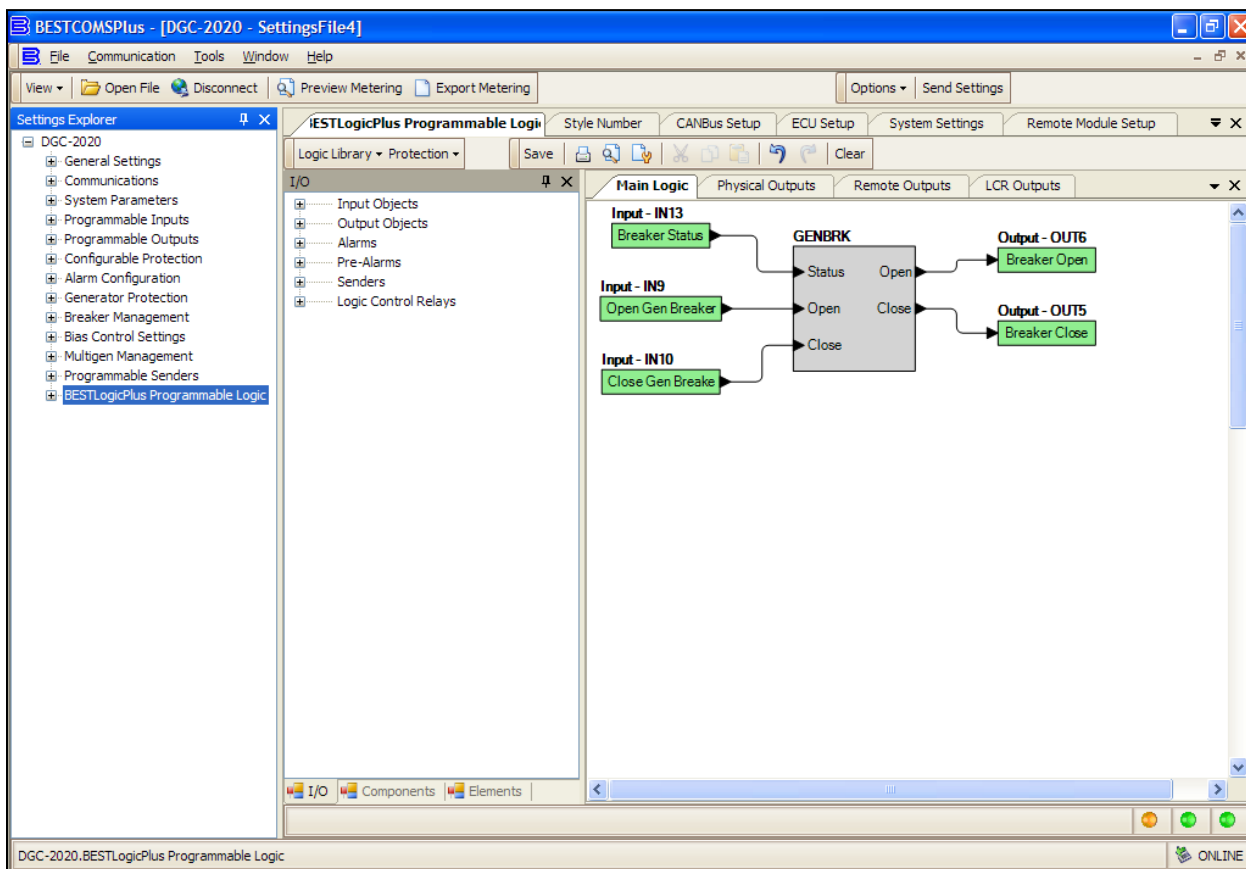 BESTCOMSPlus - [DGC-2020 - SettingsFile4]
File Communication Tools Window Help
View Open File Disconnect Preview Metering Export Metering Options Send Settings
Settings Explorer
DGC-2020
General Settings
Communications
System Parameters
Programmable Inputs
Programmable Outputs
Configurable Protection
Alarm Configuration
Generator Protection
Breaker Management
Bias Control Settings
Multigen Management
Programmable Senders
BESTLogicPlus Programmable Logic
BESTLogicPlus Programmable Logi Style Number CANBus Setup ECU Setup System Settings Remote Module Setup
Logic Library Protection Save Clear
I/O
Input Objects
Output Objects
Alarms
Pre-Alarms
Senders
Logic Control Relays
I/O Components Elements
Main Logic Physical Outputs Remote Outputs LCR Outputs
Input - IN13
Breaker Status
Input - IN9
Open Gen Breaker
Input - IN10
Close Gen Breake
GENBRK
Status Open
Open Close
Close
Output - OUT6
Breaker Open
Output - OUT5
Breaker Close
DGC-2020.BESTLogicPlus Programmable Logic ONLINE